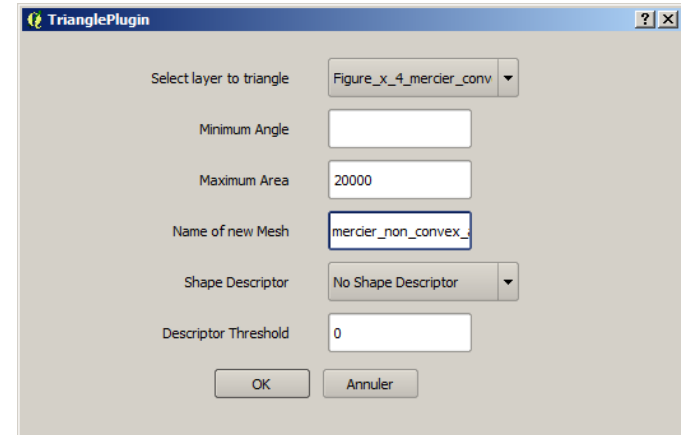 TrianglePlugin
Select layer to triangle Figure_x_4_mercier_conv
Minimum Angle
Maximum Area 20000
Name of new Mesh mercier_non_convex_
Shape Descriptor No Shape Descriptor
Descriptor Threshold 0
OK Annuler